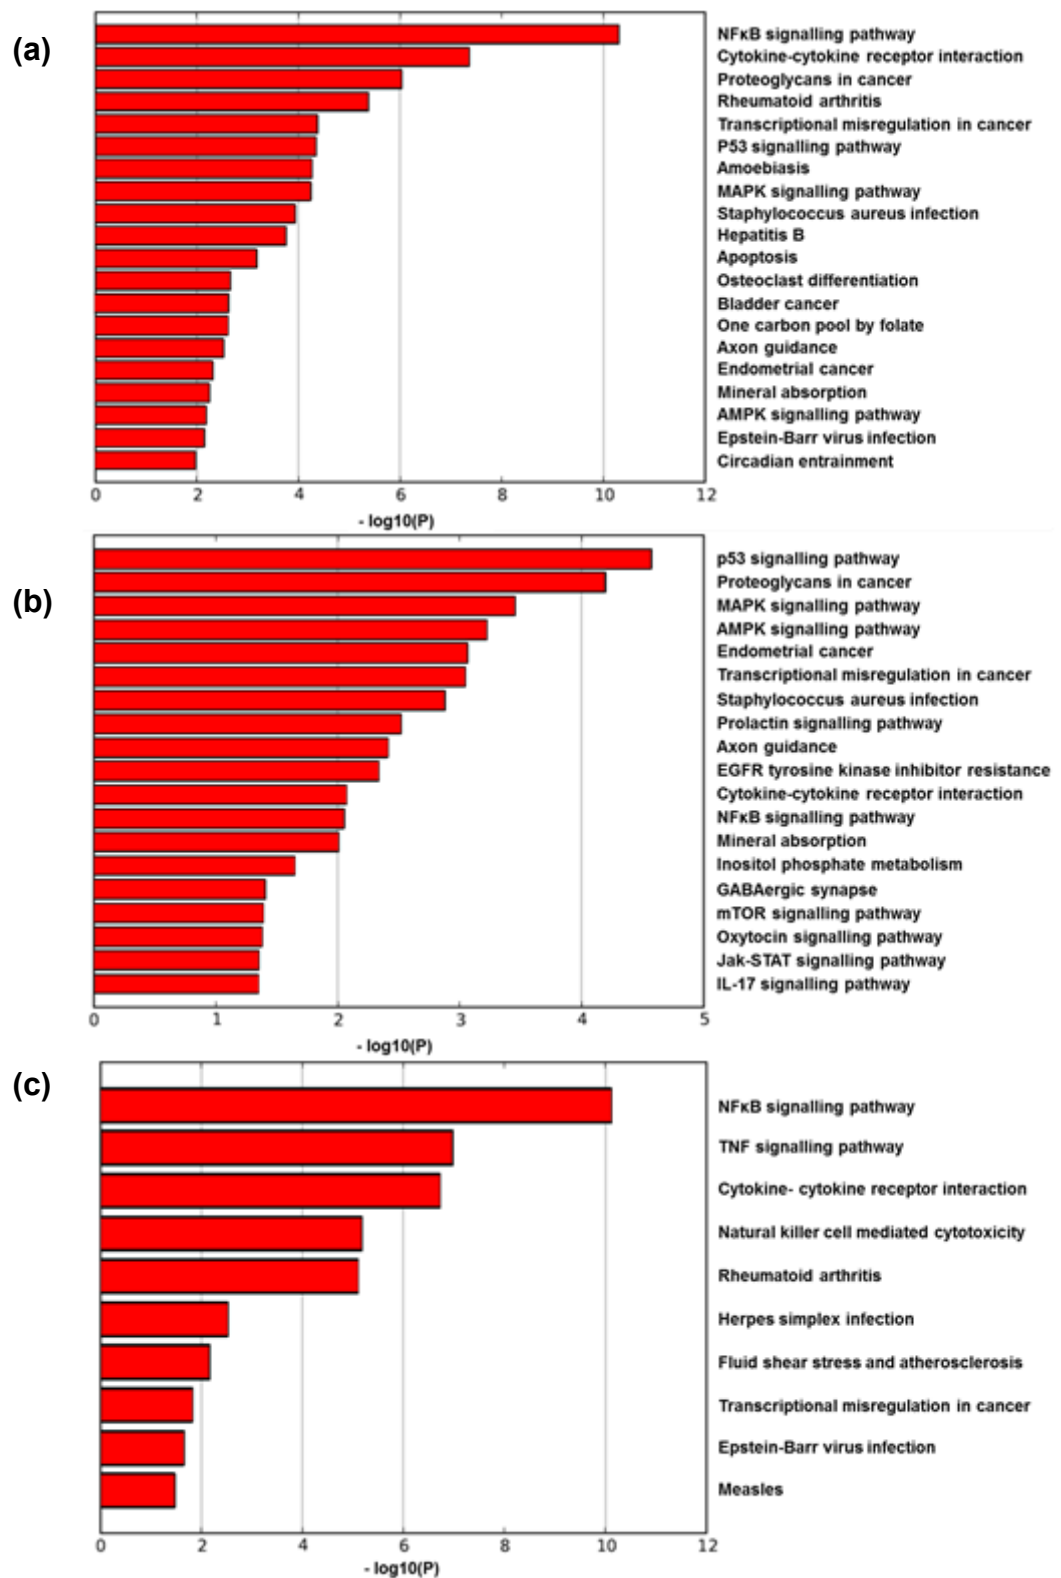 (a)
NFκB signalling pathway
Cytokine-cytokine receptor interaction
Proteoglycans in cancer
Rheumatoid arthritis
Transcriptional misregulation in cancer
P53 signalling pathway
Amoebiasis
MAPK signalling pathway
Staphylococcus aureus infection
Hepatitis B
Apoptosis
Osteoclast differentiation
Bladder cancer
One carbon pool by folate
Axon guidance
Endometrial cancer
Mineral absorption
AMPK signalling pathway
Epstein-Barr virus infection
Circadian entrainment
0 2 4 6 8 10 12
- log10(P)
(b)
p53 signalling pathway
Proteoglycans in cancer
MAPK signalling pathway
AMPK signalling pathway
Endometrial cancer
Transcriptional misregulation in cancer
Staphylococcus aureus infection
Prolactin signalling pathway
Axon guidance
EGFR tyrosine kinase inhibitor resistance
Cytokine-cytokine receptor interaction
NFκB signalling pathway
Mineral absorption
Inositol phosphate metabolism
GABAergic synapse
mTOR signalling pathway
Oxytocin signalling pathway
Jak-STAT signalling pathway
IL-17 signalling pathway
0 1 2 3 4 5
- log10(P)
(c)
NFκB signalling pathway
TNF signalling pathway
Cytokine- cytokine receptor interaction
Natural killer cell mediated cytotoxicity
Rheumatoid arthritis
Herpes simplex infection
Fluid shear stress and atherosclerosis
Transcriptional misregulation in cancer
Epstein-Barr virus infection
Measles
0 2 4 6 8 10 12
- log10(P)